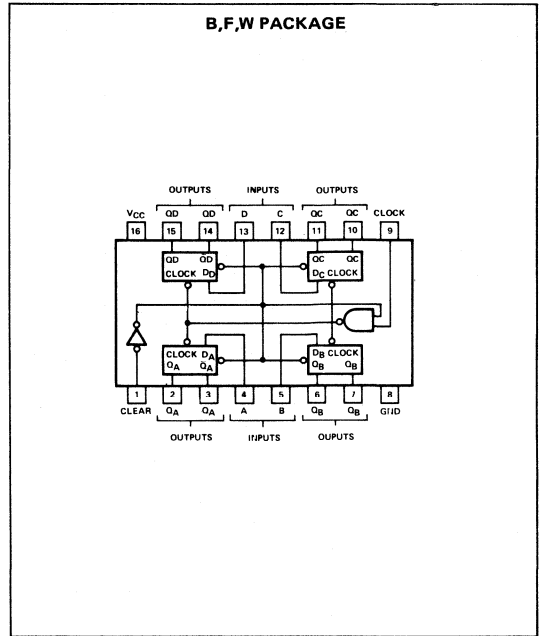 B,F,W PACKAGE
OUTPUTS INPUTS OUTPUTS
VCC QD QD D C QC QC CLOCK
16 15 14 13 12 11 10 9
QD QD QC QC
CLOCK DD DC CLOCK
CLOCK DA DB CLOCK
QA QA QB QB
1 2 3 4 5 6 7 8
CLEAR QA QA A B QB QB GND
OUTPUTS INPUTS OUPUTS